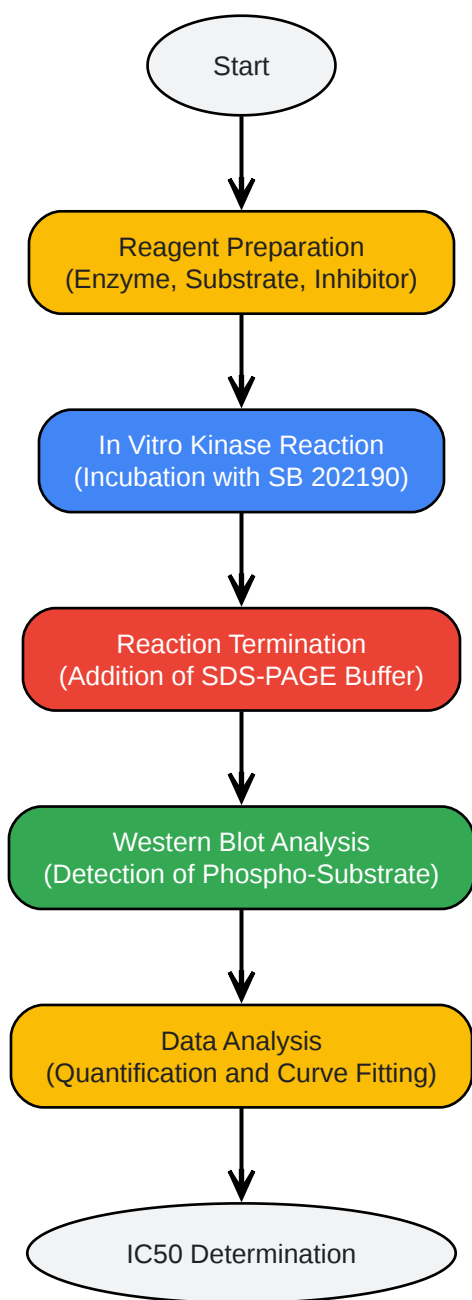 Start
Reagent Preparation
(Enzyme, Substrate, Inhibitor)
In Vitro Kinase Reaction
(Incubation with SB 202190)
Reaction Termination
(Addition of SDS-PAGE Buffer)
Western Blot Analysis
(Detection of Phospho-Substrate)
Data Analysis
(Quantification and Curve Fitting)
IC50 Determination